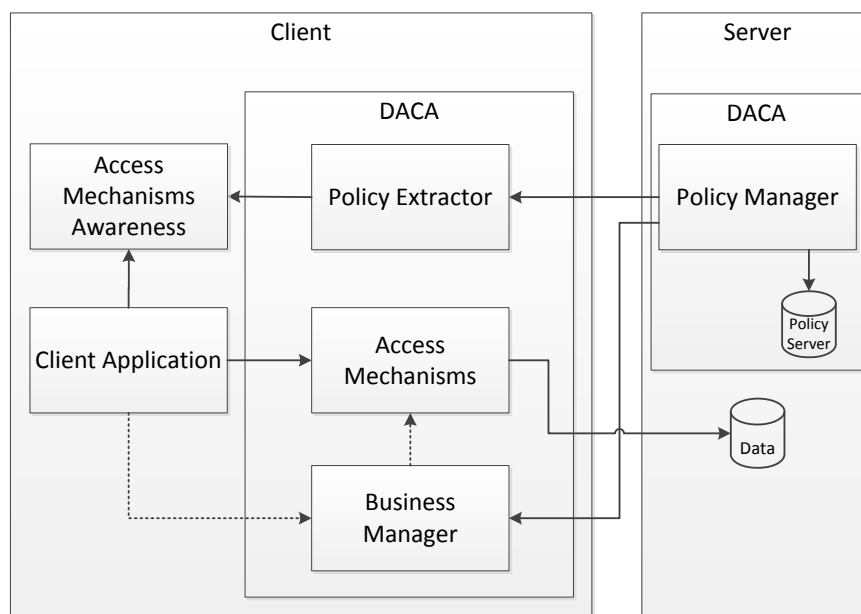 Client
Server
DACA
DACA
Access
Mechanisms
Awareness
Policy Extractor
Policy Manager
Policy
Server
Client Application
Access
Mechanisms
Data
Business
Manager